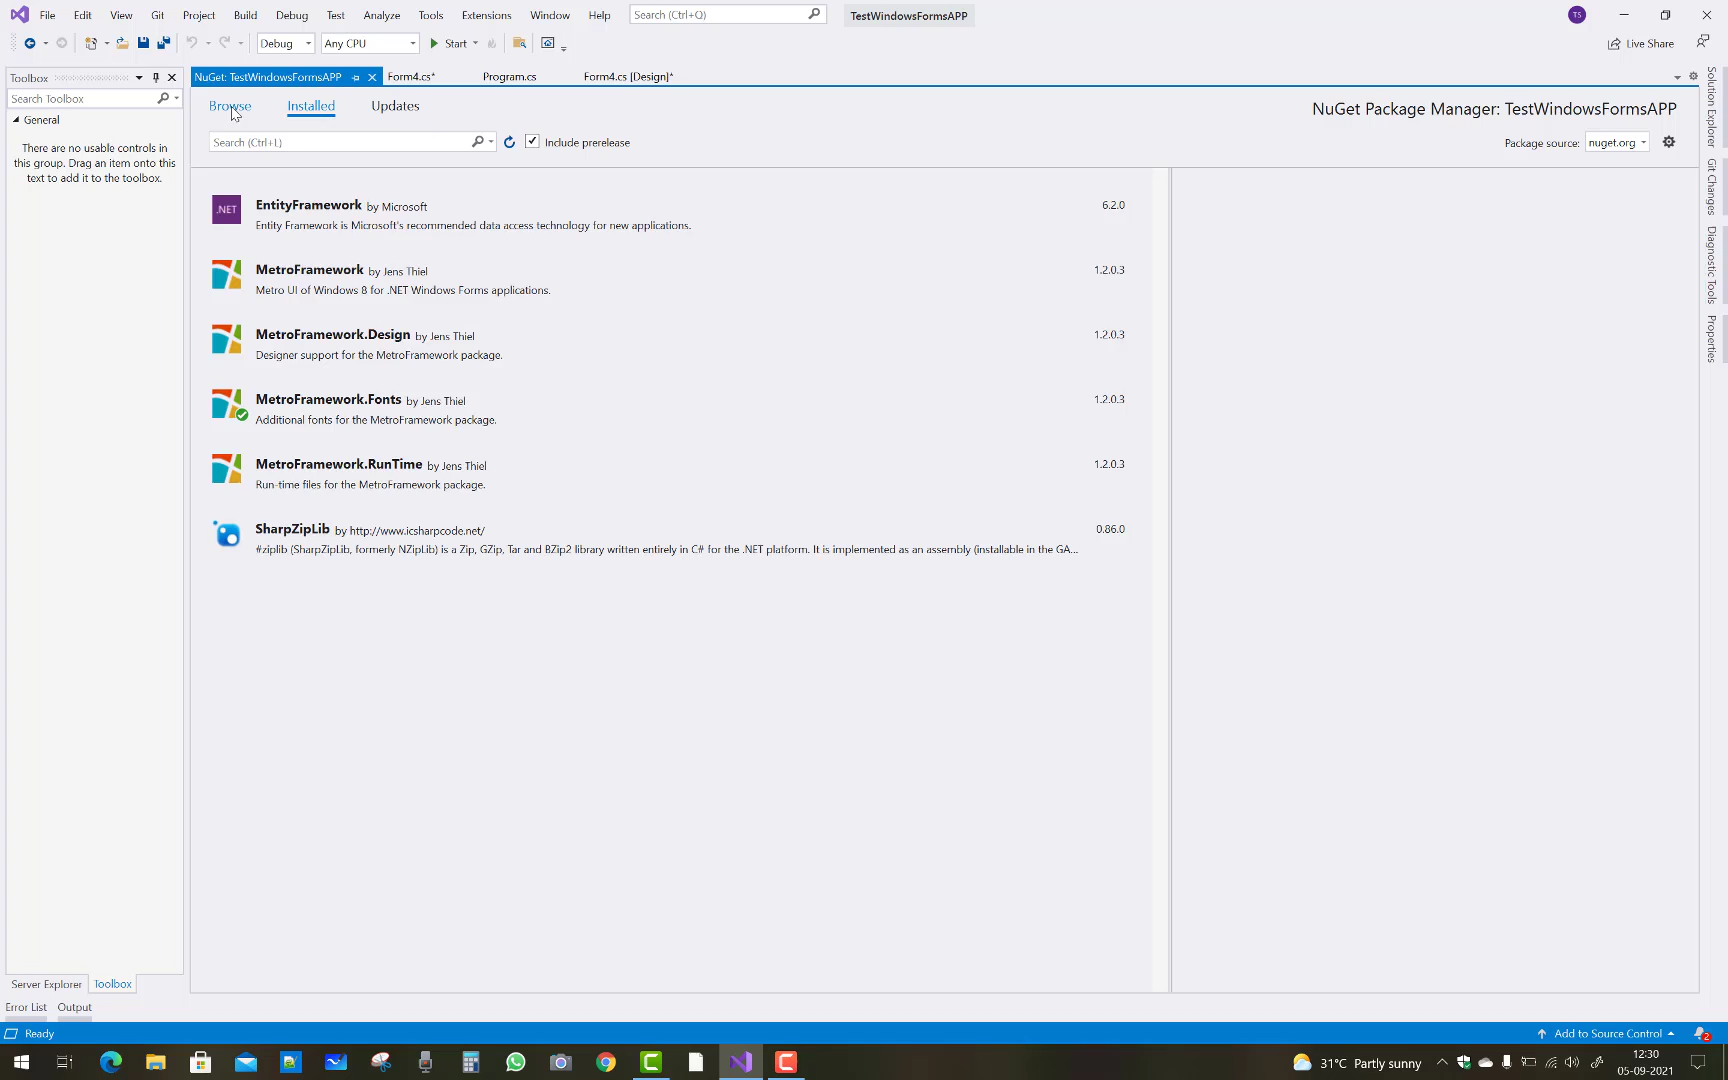 File Edit View Git Project Build Debug Test Analyze Tools Extensions Window Help Search (Ctrl+Q) TestWindowsFormsAPP TS
Debug Any CPU Start Live Share
Toolbox
Search Toolbox
General
There are no usable controls in
this group. Drag an item onto this
text to add it to the toolbox.
NuGet: TestWindowsFormsAPP Form4.cs* Program.cs Form4.cs [Design]*
Browse Installed Updates NuGet Package Manager: TestWindowsFormsAPP
Search (Ctrl+L) Include prerelease Package source: nuget.org
.NET EntityFramework by Microsoft 6.2.0
Entity Framework is Microsoft's recommended data access technology for new applications.
MetroFramework by Jens Thiel 1.2.0.3
Metro UI of Windows 8 for .NET Windows Forms applications.
MetroFramework.Design by Jens Thiel 1.2.0.3
Designer support for the MetroFramework package.
MetroFramework.Fonts by Jens Thiel 1.2.0.3
Additional fonts for the MetroFramework package.
MetroFramework.RunTime by Jens Thiel 1.2.0.3
Run-time files for the MetroFramework package.
SharpZipLib by http://www.icsharpcode.net/ 0.86.0
#ziplib (SharpZipLib, formerly NZipLib) is a Zip, GZip, Tar and BZip2 library written entirely in C# for the .NET platform. It is implemented as an assembly (installable in the GA...
Solution Explorer
Git Changes
Diagnostic Tools
Properties
Server Explorer Toolbox
Error List Output
Ready Add to Source Control 2
31°C Partly sunny 12:30
05-09-2021